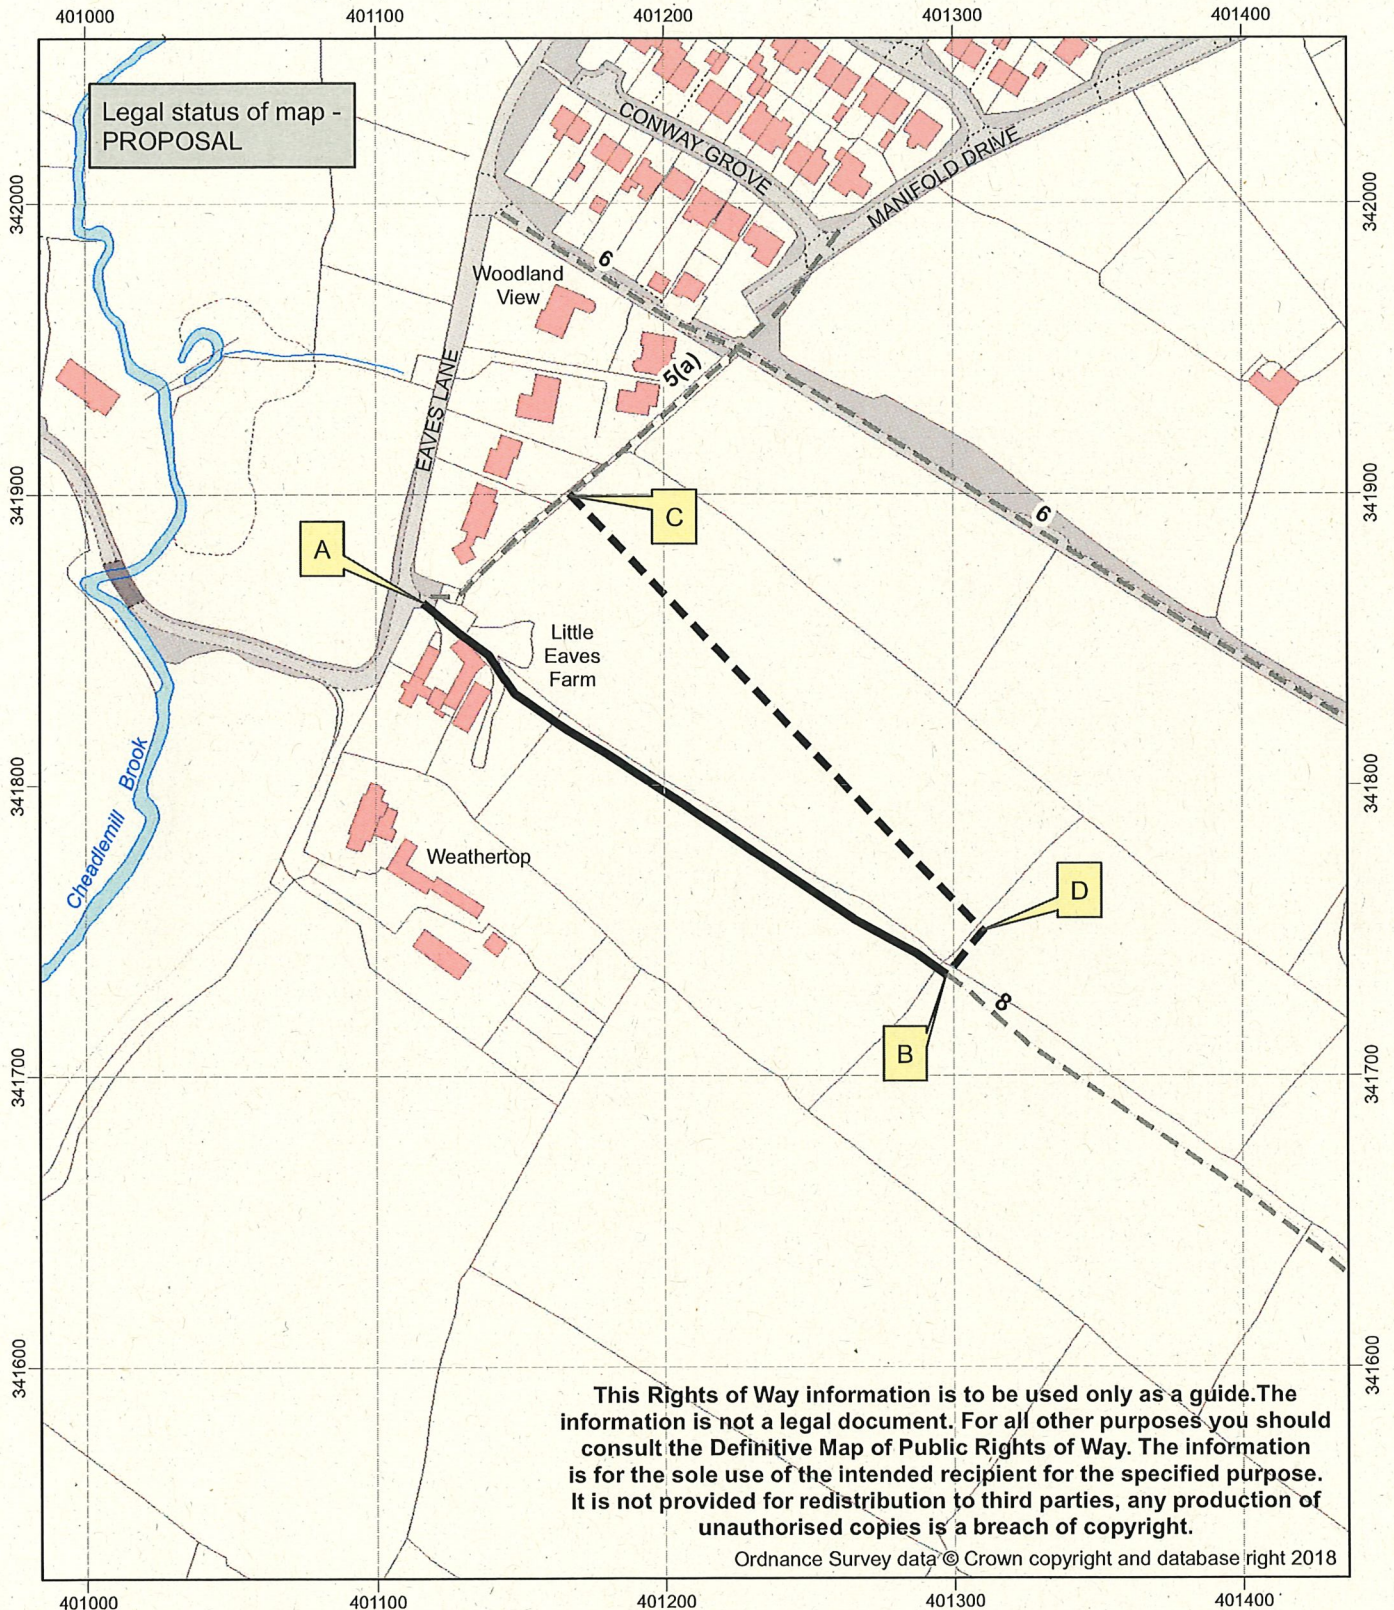 401000
401100
401200
401300
401400
Legal status of map -
PROPOSAL
CONWAY GROVE
MANIFOLD DRIVE
342000
342000
6
Woodland
View
5(a)
EAVES LANE
341900
341900
C
6
A
Little
Eaves
Farm
341800
341800
Cheadlemill Brook
Weathertop
D
8
B
341700
341700
341600
341600
This Rights of Way information is to be used only as a guide.The
information is not a legal document. For all other purposes you should
consult the Definitive Map of Public Rights of Way. The information
is for the sole use of the intended recipient for the specified purpose.
It is not provided for redistribution to third parties, any production of
unauthorised copies is a breach of copyright.
Ordnance Survey data © Crown copyright and database right 2018
401000
401100
401200
401300
401400